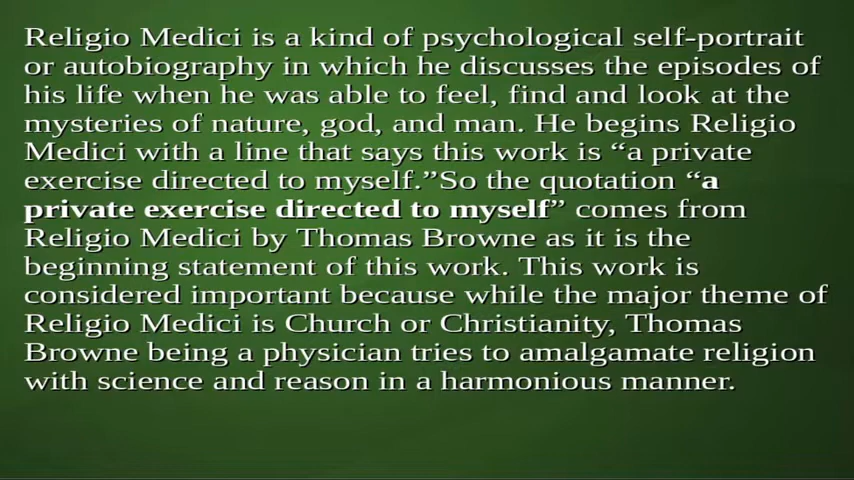 Religio Medici is a kind of psychological self-portrait
or autobiography in which he discusses the episodes of
his life when he was able to feel, find and look at the
mysteries of nature, god, and man. He begins Religio
Medici with a line that says this work is “a private
exercise directed to myself.”So the quotation “a
private exercise directed to myself” comes from
Religio Medici by Thomas Browne as it is the
beginning statement of this work. This work is
considered important because while the major theme of
Religio Medici is Church or Christianity, Thomas
Browne being a physician tries to amalgamate religion
with science and reason in a harmonious manner.